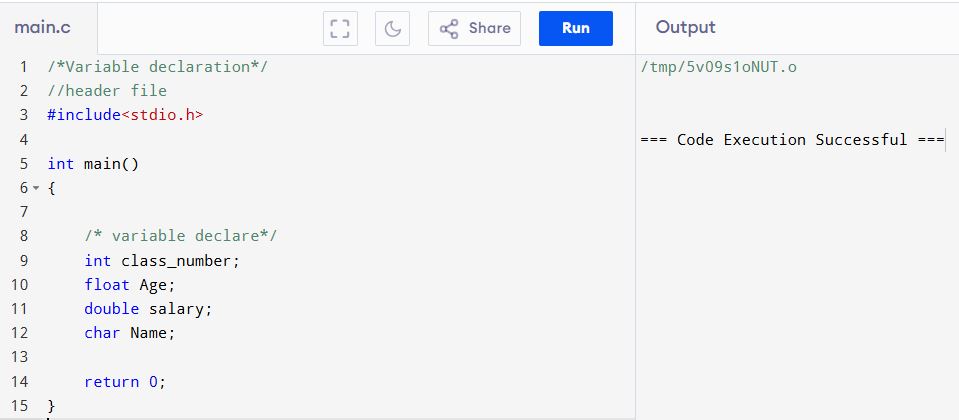 main.c
Share
Run
Output
1 /*Variable declaration*/
2 //header file
3 #include<stdio.h>
4
5 int main()
6 {
7
8 /* variable declare*/
9 int class_number;
10 float Age;
11 double salary;
12 char Name;
13
14 return 0;
15 }
/tmp/5v09s1oNUT.o
=== Code Execution Successful ===